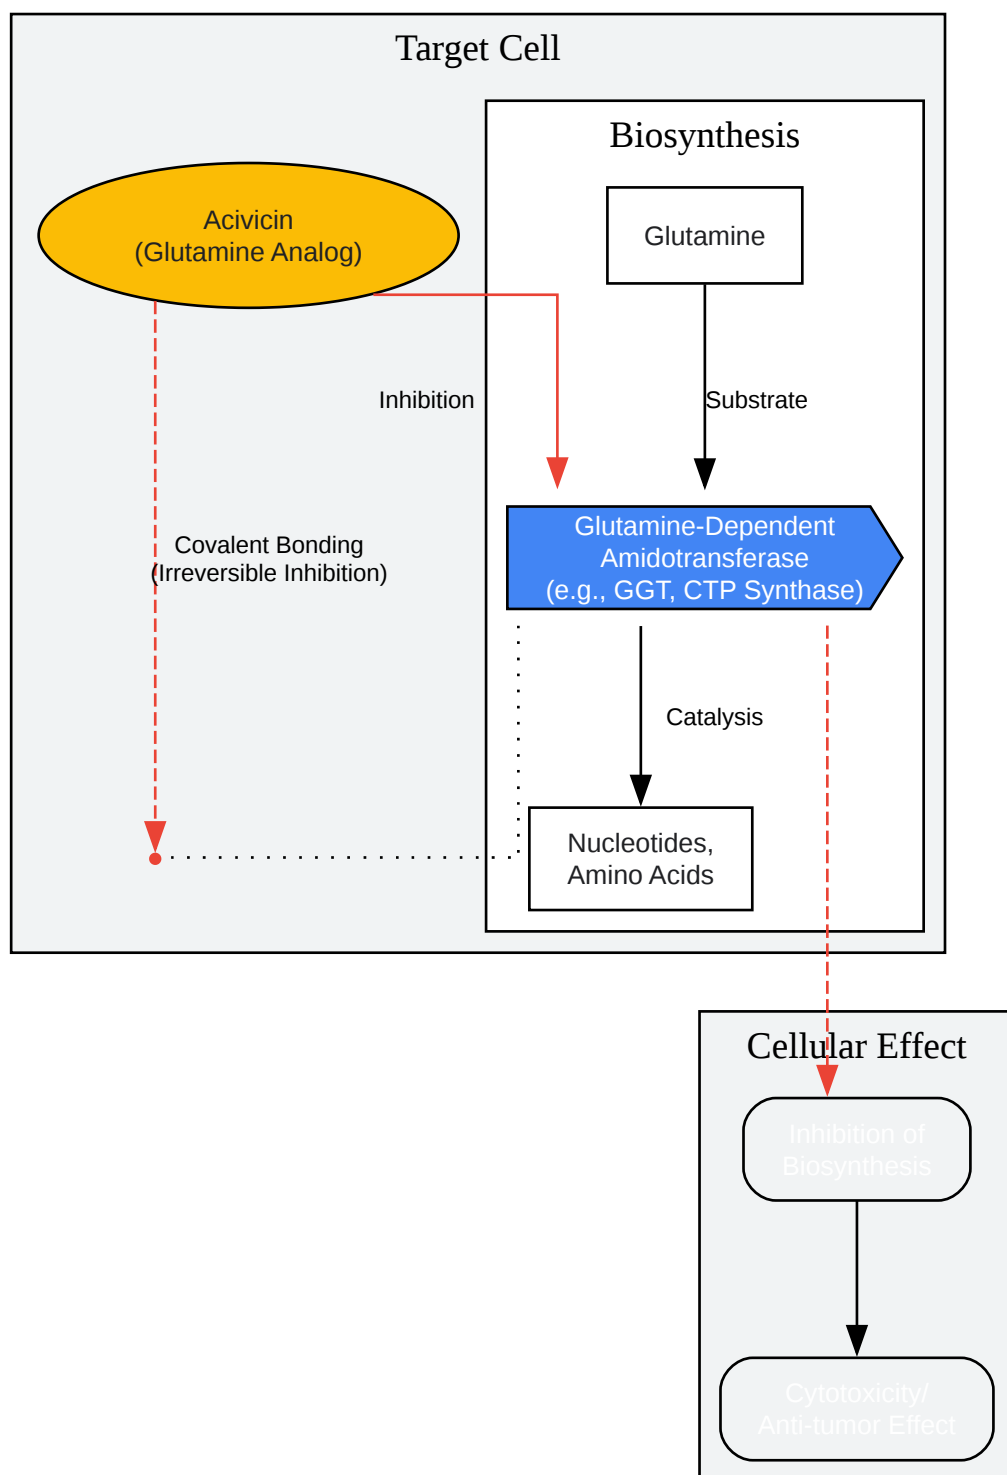 Target Cell
Biosynthesis
Acivicin
(Glutamine Analog)
Glutamine
Inhibition
Substrate
Covalent Bonding
(Irreversible Inhibition)
Glutamine-Dependent
Amidotransferase
(e.g., GGT, CTP Synthase)
Catalysis
Nucleotides,
Amino Acids
Cellular Effect
Inhibition of
Biosynthesis
Cytotoxicity/
Anti-tumor Effect